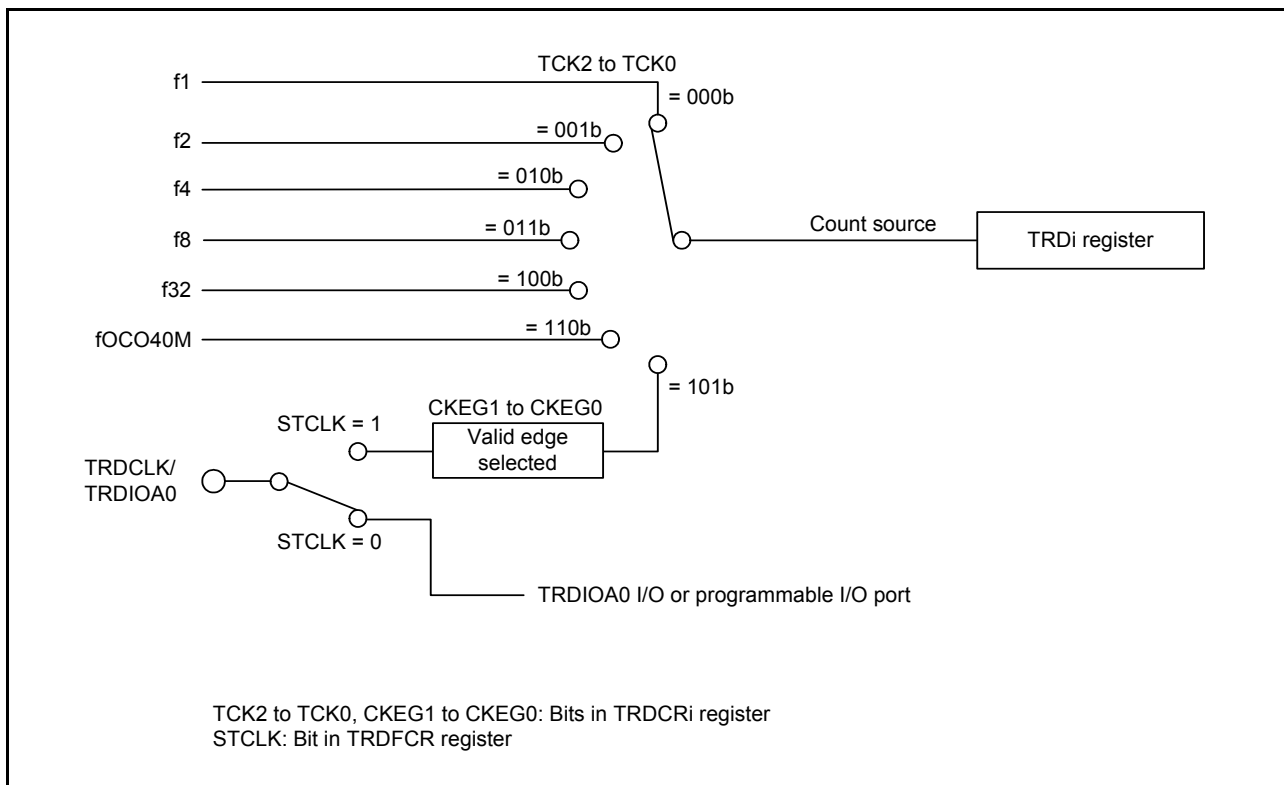 TCK2 to TCK0
f1
= 000b
f2
= 001b
f4
= 010b
f8
= 011b
Count source
TRDi register
f32
= 100b
fOCO40M
= 110b
= 101b
CKEG1 to CKEG0
STCLK = 1
Valid edge
selected
TRDCLK/
TRDIOA0
STCLK = 0
TRDIOA0 I/O or programmable I/O port
TCK2 to TCK0, CKEG1 to CKEG0: Bits in TRDCRi register
STCLK: Bit in TRDFCR register